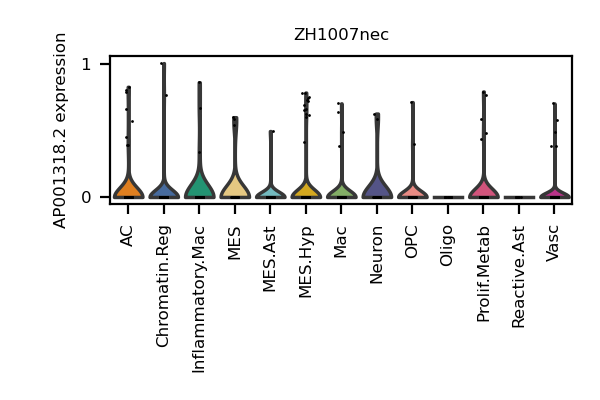 ZH1007nec
AP001318.2 expression
1
0
AC
Chromatin.Reg
Inflammatory.Mac
MES
MES.Ast
MES.Hyp
Mac
Neuron
OPC
Oligo
Prolif.Metab
Reactive.Ast
Vasc